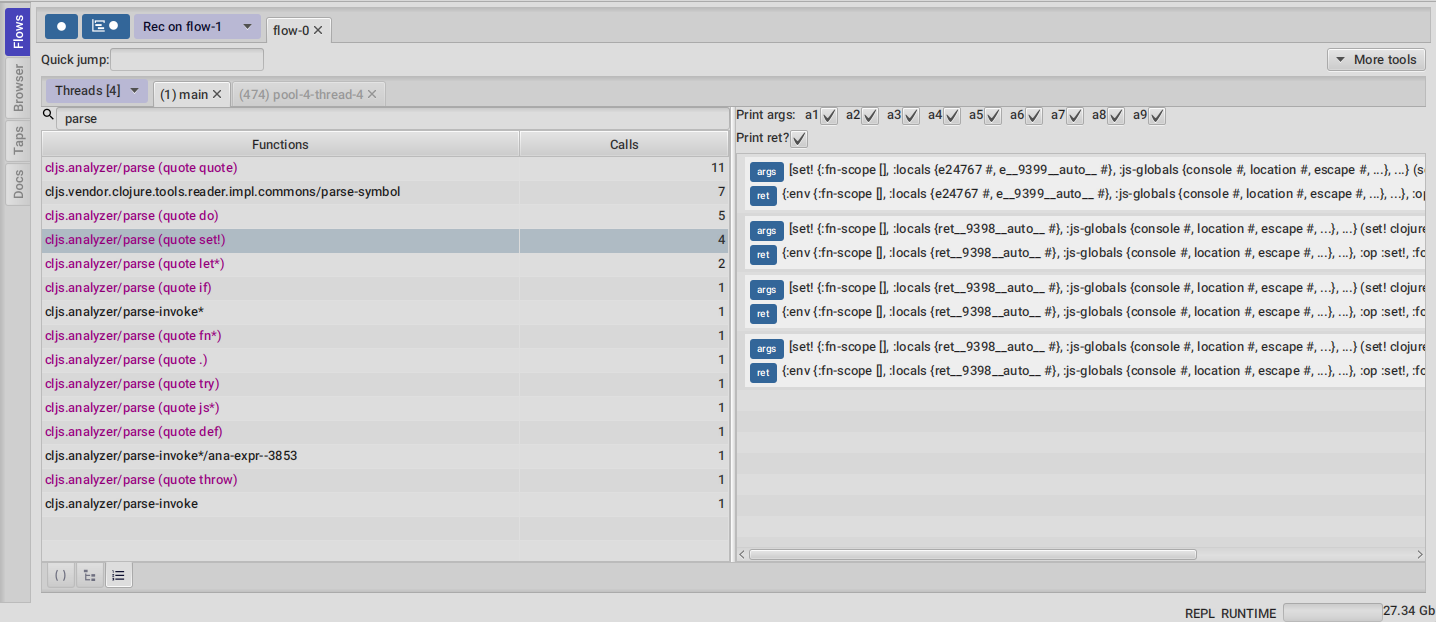 Flows
Browser
Taps
Docs
Rec on flow-1
flow-0
Quick jump:
More tools
Threads [4]
(1) main
(474) pool-4-thread-4
parse
Functions Calls
cljs.analyzer/parse (quote quote) 11
cljs.vendor.clojure.tools.reader.impl.commons/parse-symbol 7
cljs.analyzer/parse (quote do) 5
cljs.analyzer/parse (quote set!) 4
cljs.analyzer/parse (quote let*) 2
cljs.analyzer/parse (quote if) 1
cljs.analyzer/parse-invoke* 1
cljs.analyzer/parse (quote fn*) 1
cljs.analyzer/parse (quote .) 1
cljs.analyzer/parse (quote try) 1
cljs.analyzer/parse (quote js*) 1
cljs.analyzer/parse (quote def) 1
cljs.analyzer/parse-invoke*/ana-expr--3853 1
cljs.analyzer/parse (quote throw) 1
cljs.analyzer/parse-invoke 1
Print args: a1 a2 a3 a4 a5 a6 a7 a8 a9
Print ret?
args [set! {:fn-scope [], :locals {e24767 #, e__9399__auto__ #}, :js-globals {console #, location #, escape #, ...}, ...} (s
ret {:env {:fn-scope [], :locals {e24767 #, e__9399__auto__ #}, :js-globals {console #, location #, escape #, ...}, ...}, :op
args [set! {:fn-scope [], :locals {ret__9398__auto__ #}, :js-globals {console #, location #, escape #, ...}, ...} (set! clojure
ret {:env {:fn-scope [], :locals {ret__9398__auto__ #}, :js-globals {console #, location #, escape #, ...}, ...}, :op :set!, :fo
args [set! {:fn-scope [], :locals {ret__9398__auto__ #}, :js-globals {console #, location #, escape #, ...}, ...} (set! clojure
ret {:env {:fn-scope [], :locals {ret__9398__auto__ #}, :js-globals {console #, location #, escape #, ...}, ...}, :op :set!, :fo
args [set! {:fn-scope [], :locals {ret__9398__auto__ #}, :js-globals {console #, location #, escape #, ...}, ...} (set! clojure
ret {:env {:fn-scope [], :locals {ret__9398__auto__ #}, :js-globals {console #, location #, escape #, ...}, ...}, :op :set!, :fo
( )
REPL RUNTIME 27.34 Gb